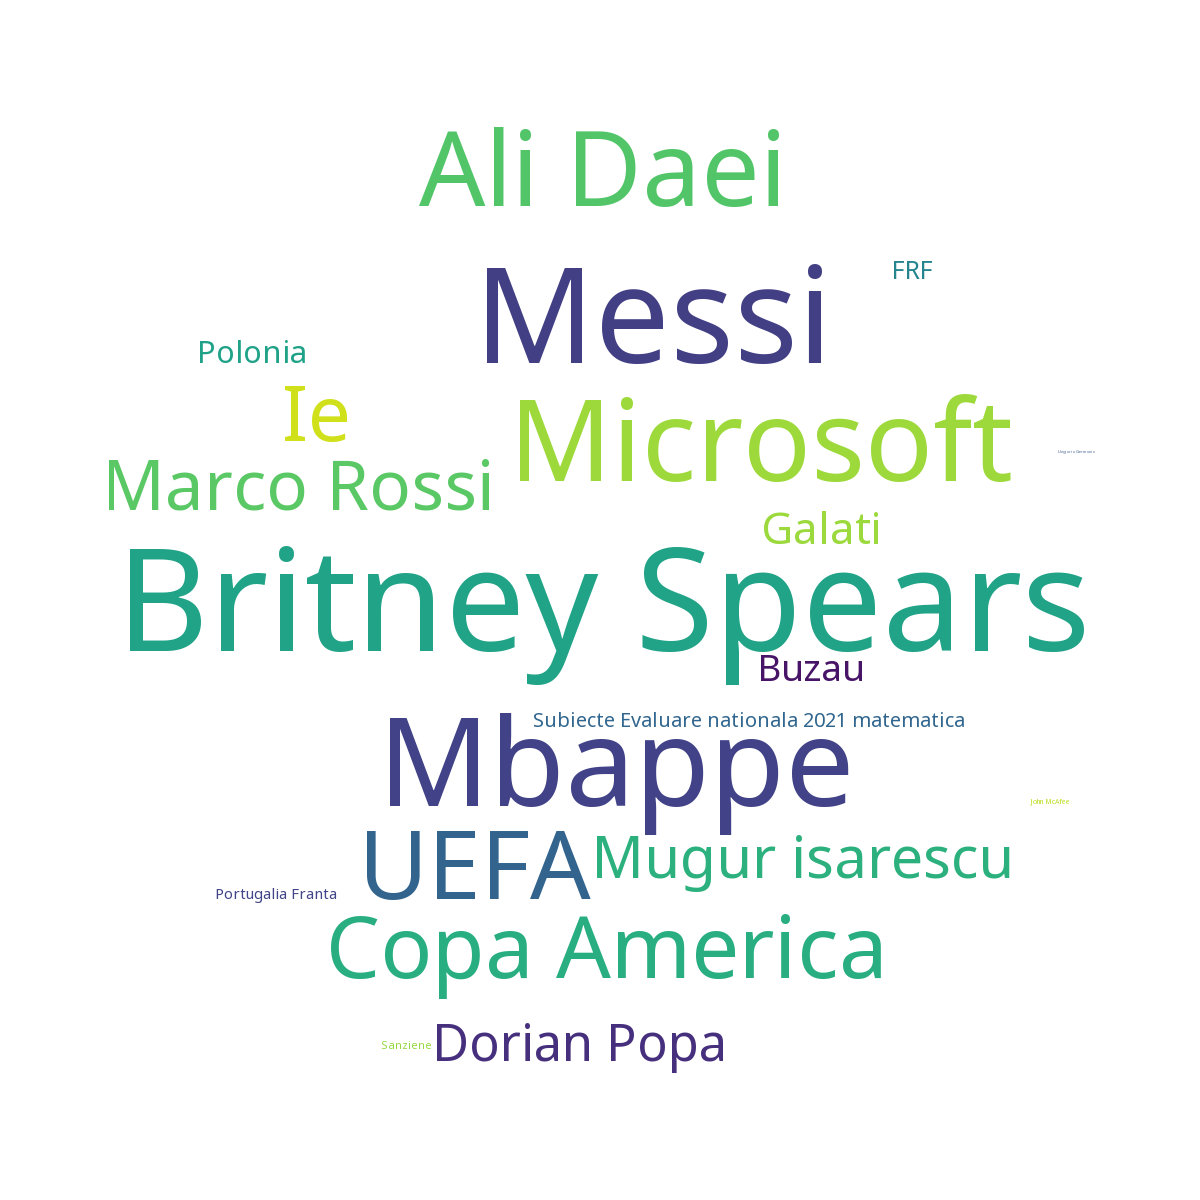 Ali Daei
Messi
FRF
Polonia
Ie
Microsoft
Marco Rossi
Galati
Britney Spears
Buzau
Subiecte Evaluare nationala 2021 matematica
Mbappe
John McAfee
UEFA
Mugur isarescu
Portugalia Franta
Copa America
Dorian Popa
Sanziene